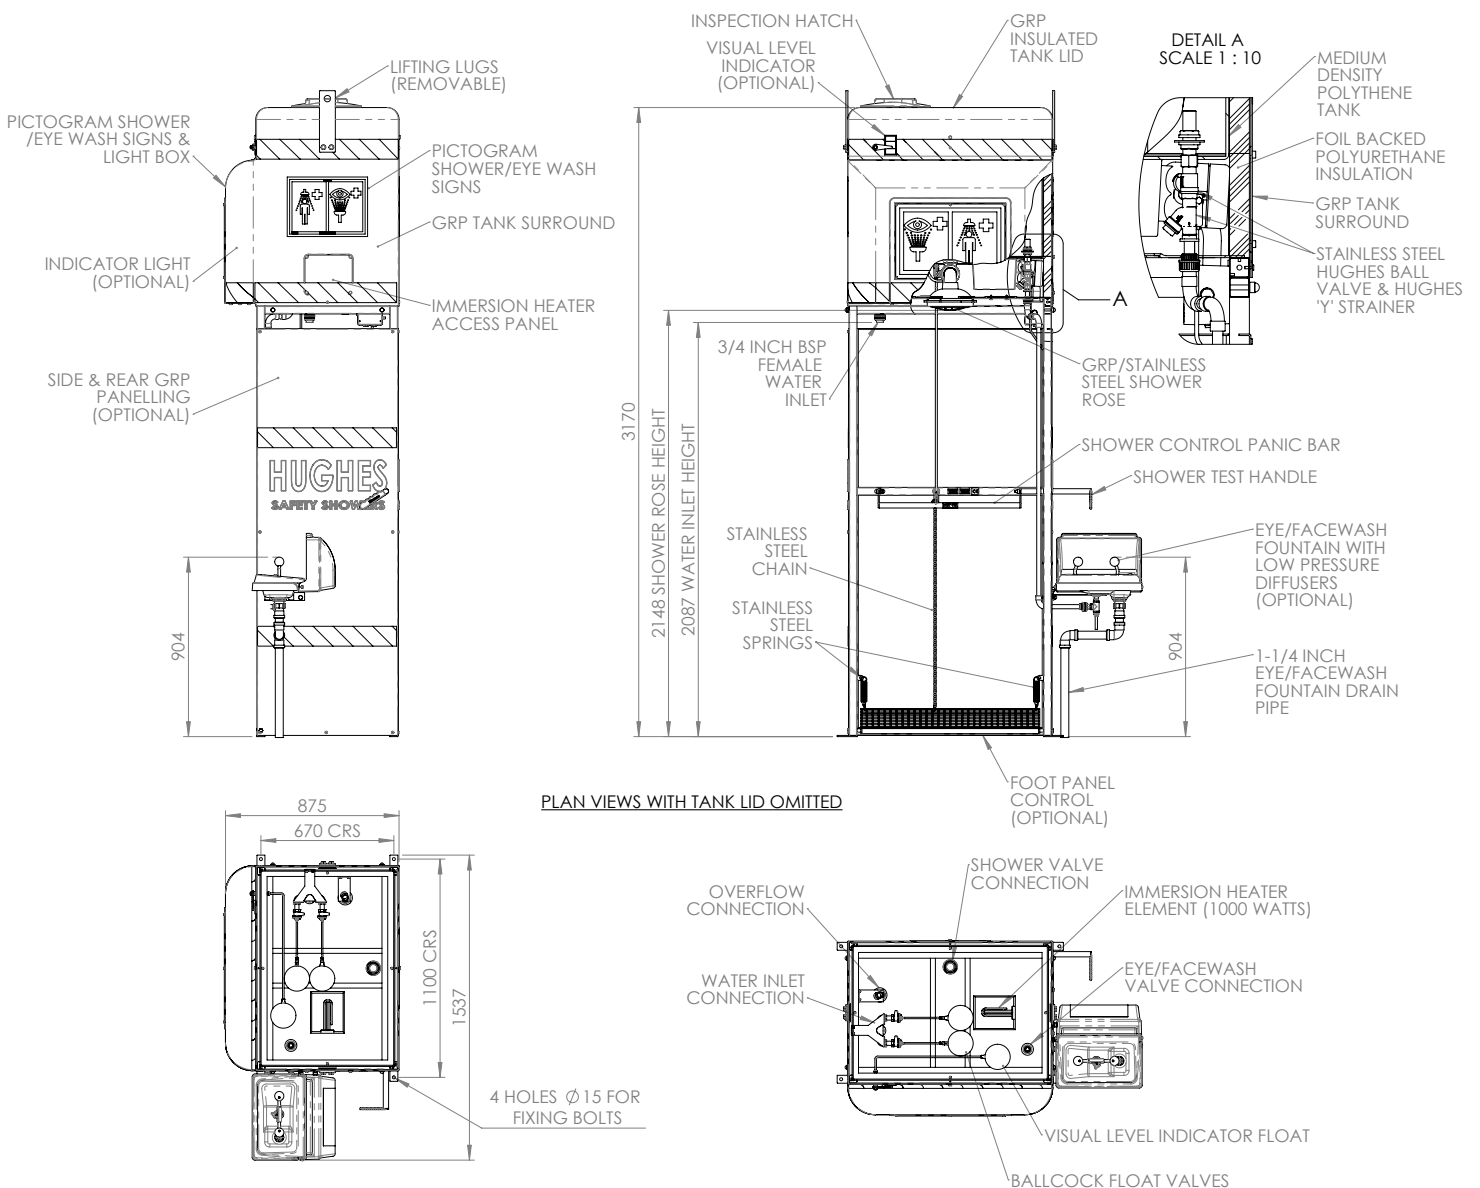 INSPECTION HATCH
GRP
INSULATED
TANK LID
DETAIL A
SCALE 1 : 10
VISUAL LEVEL
INDICATOR
(OPTIONAL)
LIFTING LUGS
(REMOVABLE)
MEDIUM
DENSITY
POLYTHENE
TANK
PICTOGRAM SHOWER
/EYE WASH SIGNS &
LIGHT BOX
PICTOGRAM
SHOWER/EYE WASH
SIGNS
FOIL BACKED
POLYURETHANE
INSULATION
GRP TANK SURROUND
GRP TANK
SURROUND
INDICATOR LIGHT
(OPTIONAL)
STAINLESS STEEL
HUGHES BALL
VALVE & HUGHES
'Y' STRAINER
IMMERSION HEATER
ACCESS PANEL
A
3/4 INCH BSP
FEMALE
WATER
INLET
GRP/STAINLESS
STEEL SHOWER
ROSE
SIDE & REAR GRP
PANELLING
(OPTIONAL)
3170
2148 SHOWER ROSE HEIGHT
2087 WATER INLET HEIGHT
SHOWER CONTROL PANIC BAR
SHOWER TEST HANDLE
HUGHES
SAFETY SHOWERS
STAINLESS
STEEL
CHAIN
EYE/FACEWASH
FOUNTAIN WITH
LOW PRESSURE
DIFFUSERS
(OPTIONAL)
STAINLESS
STEEL
SPRINGS
904
904
1-1/4 INCH
EYE/FACEWASH
FOUNTAIN DRAIN
PIPE
FOOT PANEL
CONTROL
(OPTIONAL)
PLAN VIEWS WITH TANK LID OMITTED
875
670 CRS
1100 CRS
1537
4 HOLES Ø 15 FOR
FIXING BOLTS
SHOWER VALVE
CONNECTION
OVERFLOW
CONNECTION
IMMERSION HEATER
ELEMENT (1000 WATTS)
WATER INLET
CONNECTION
EYE/FACEWASH
VALVE CONNECTION
VISUAL LEVEL INDICATOR FLOAT
BALLCOCK FLOAT VALVES